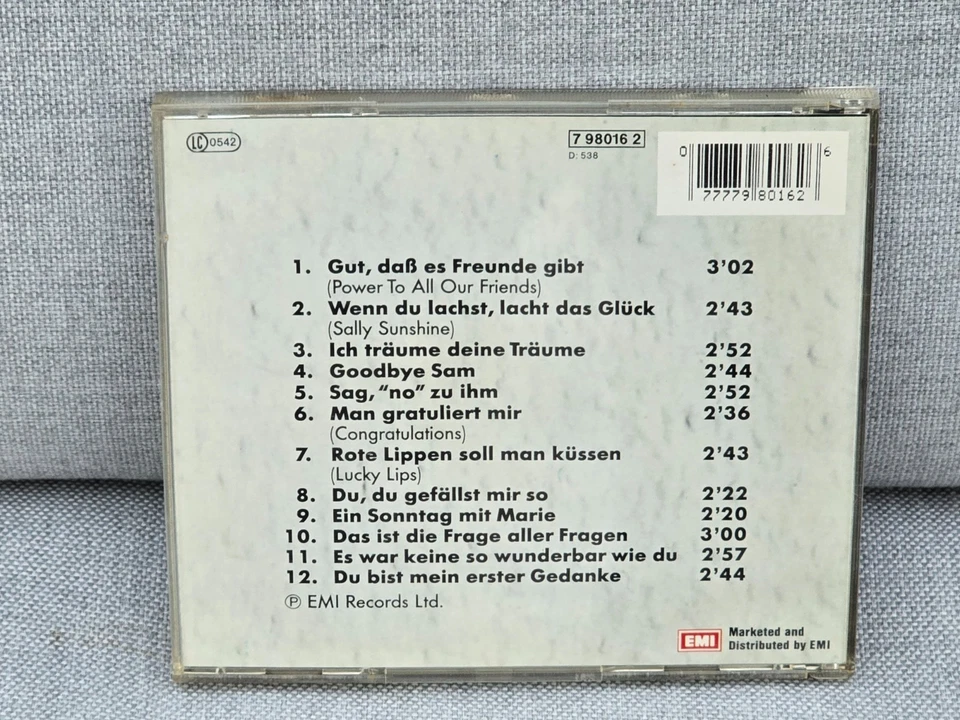 LC 0542
7 98016 2
D: 538
0 77779 80162 6
1. Gut, daß es Freunde gibt 3'02
(Power To All Our Friends)
2. Wenn du lachst, lacht das Glück 2'43
(Sally Sunshine)
3. Ich träume deine Träume 2'52
4. Goodbye Sam 2'44
5. Sag, “no” zu ihm 2'52
6. Man gratuliert mir 2'36
(Congratulations)
7. Rote Lippen soll man küssen 2'43
(Lucky Lips)
8. Du, du gefällst mir so 2'22
9. Ein Sonntag mit Marie 2'20
10. Das ist die Frage aller Fragen 3'00
11. Es war keine so wunderbar wie du 2'57
12. Du bist mein erster Gedanke 2'44
℗ EMI Records Ltd.
EMI Marketed and
Distributed by EMI